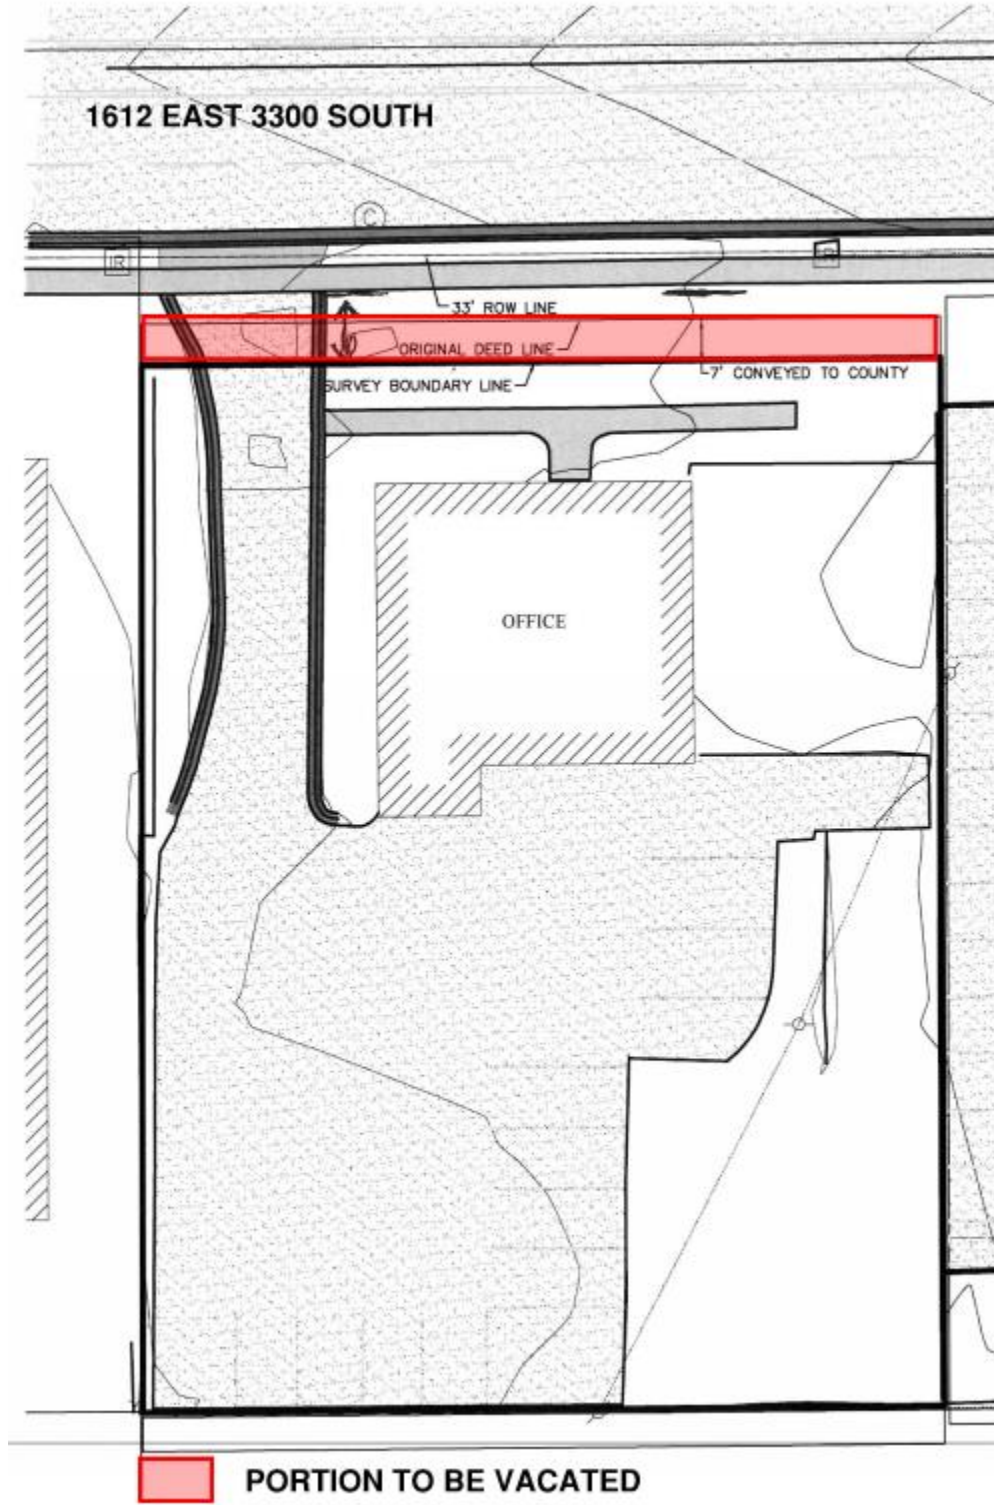 1612 EAST 3300 SOUTH
C
IR
33' ROW LINE
ORIGINAL DEED LINE
7' CONVEYED TO COUNTY
SURVEY BOUNDARY LINE
OFFICE
PORTION TO BE VACATED